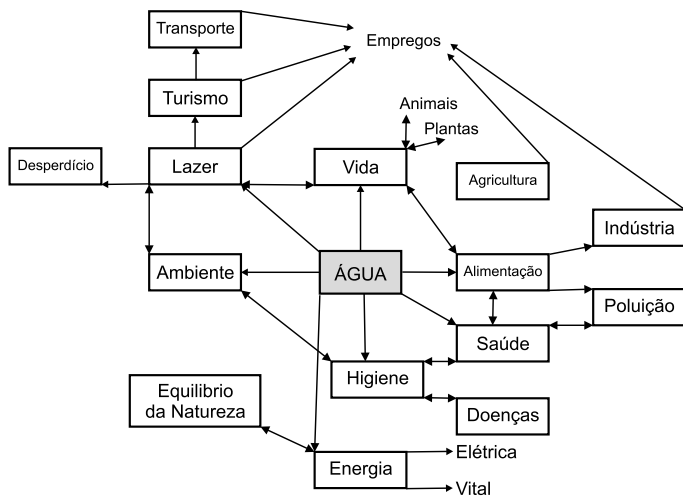 Transporte
Empregos
Turismo
Animais
Plantas
Desperdício
Lazer
Vida
Agricultura
Indústria
Ambiente
ÁGUA
Alimentação
Poluição
Saúde
Higiene
Equilibrio
da Natureza
Doenças
Elétrica
Energia
Vital